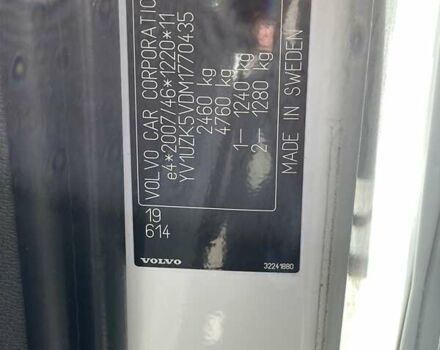 VOLVO CAR CORPORATION
e4*2007/46*1220*11
YV1UZK5VDM1770435
2460 kg
4760 kg
1— 1240 kg
2— 1280 kg
MADE IN SWEDEN
19
614
VOLVO
32241880